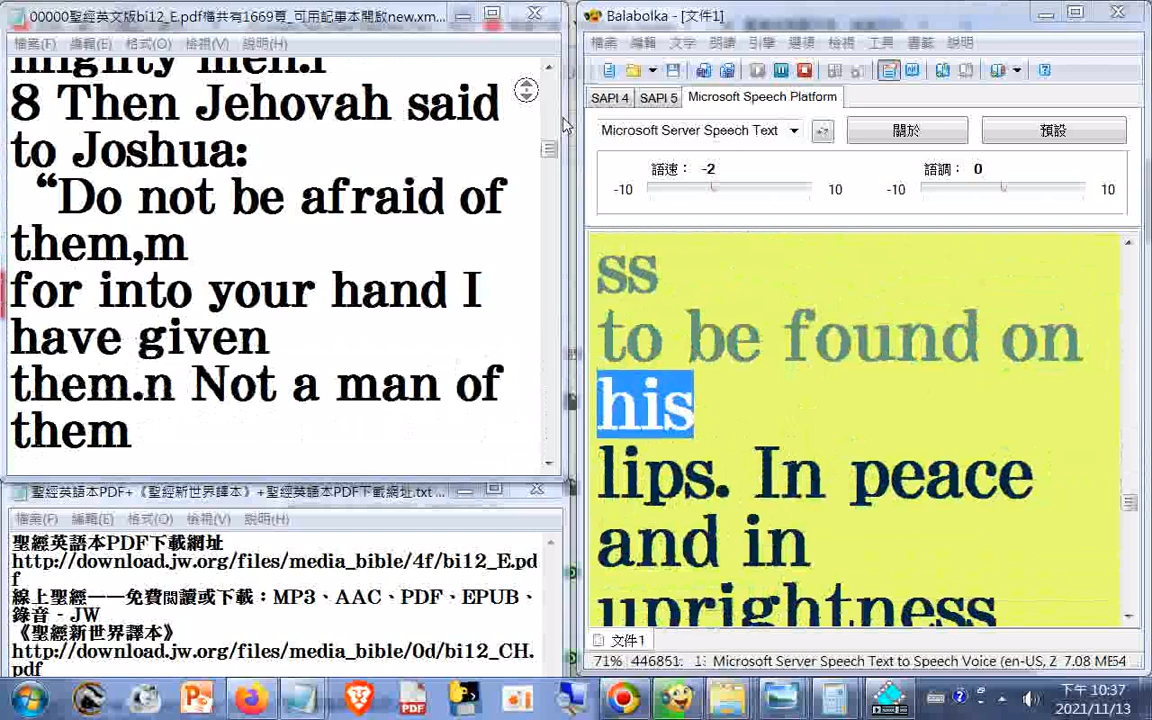 00000聖經英文版bi12_E.pdf檔共有1669頁_可用記事本開啟new.xm...
檔案(F) 編輯(E) 格式(O) 檢視(V) 說明(H)
mighty men.l
8 Then Jehovah said
to Joshua:
“Do not be afraid of
them,m
for into your hand I
have given
them.n Not a man of
them
聖經英語本PDF+《聖經新世界譯本》+聖經英語本PDF下載網址.txt ...
檔案(F) 編輯(E) 格式(O) 檢視(V) 說明(H)
聖經英語本PDF下載網址
http://download.jw.org/files/media_bible/4f/bi12_E.pd
f
線上聖經——免費閱讀或下載：MP3、AAC、PDF、EPUB、
錄音 - JW
《聖經新世界譯本》
http://download.jw.org/files/media_bible/0d/bi12_CH.
pdf
Balabolka - [文件1]
檔案 編輯 文字 朗讀 引擎 選項 檢視 工具 書籤 說明
SAPI 4 SAPI 5 Microsoft Speech Platform
Microsoft Server Speech Text 關於 預設
語速： -2 語調： 0
-10 10 -10 10
ss
to be found on
his
lips. In peace
and in
uprightness
文件1
71% 446851. Microsoft Server Speech Text to Speech Voice (en-US, Z 7.08 ME54
下午 10:37
2021/11/13